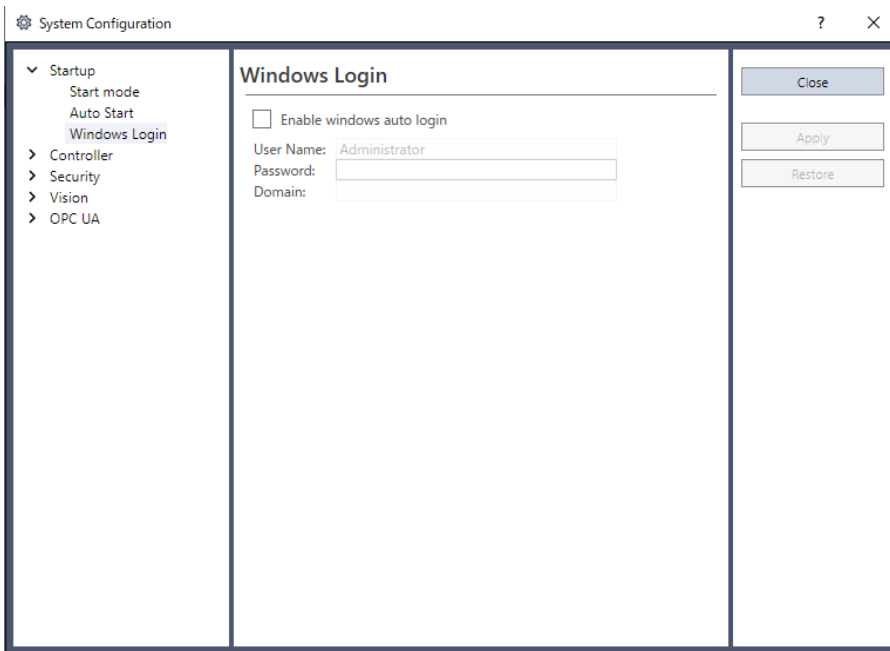 System Configuration
?
Startup
Start mode
Auto Start
Windows Login
Controller
Security
Vision
OPC UA
Windows Login
Enable windows auto login
User Name: Administrator
Password:
Domain:
Close
Apply
Restore